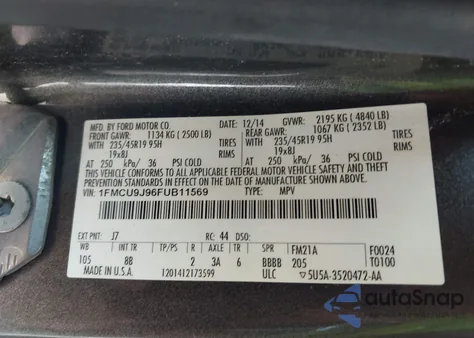 MFD. BY FORD MOTOR CO. 12/14 GVWR: 2195 KG ( 4840 LB)
FRONT GAWR: 1134 KG ( 2500 LB) REAR GAWR: 1067 KG ( 2352 LB)
WITH 235/45R19 95H TIRES WITH 235/45R19 95H TIRES
19x8J RIMS 19x8J RIMS
AT 250 kPa/ 36 PSI COLD AT 250 kPa/ 36 PSI COLD
THIS VEHICLE CONFORMS TO ALL APPLICABLE FEDERAL MOTOR VEHICLE
SAFETY AND THEFT PREVENTION STANDARDS IN EFFECT ON THE DATE OF MANUFACTURE SHOWN ABOVE.
VIN: 1FMCU9J96FUB11569 TYPE: MPV
EXT PNT: J7 RC: 44 DSO: F0024
WB INT TR TP/PS R AXLE TR SPR FM21A T0100
105 8B 2 3A 6 BBBB 205
MADE IN U.S.A. 1201412173599 ULC 5U5A-3520472-AA
autoSnap